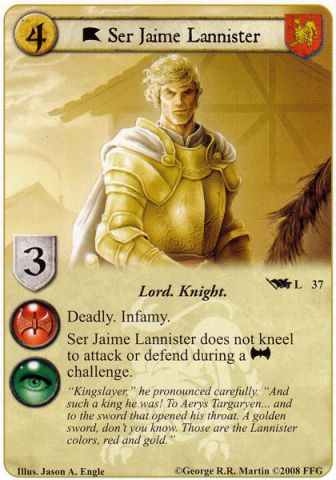 4 Ser Jaime Lannister
3
L 37
Lord. Knight.
Deadly. Infamy.
Ser Jaime Lannister does not kneel
to attack or defend during a
challenge.
“Kingslayer,” he pronounced carefully. “And
such a king he was! To Aerys Targaryen... and
to the sword that opened his throat. A golden
sword, don’t you know. Those are the Lannister
colors, red and gold.”
Illus. Jason A. Engle ©George R.R. Martin ©2008 FFG